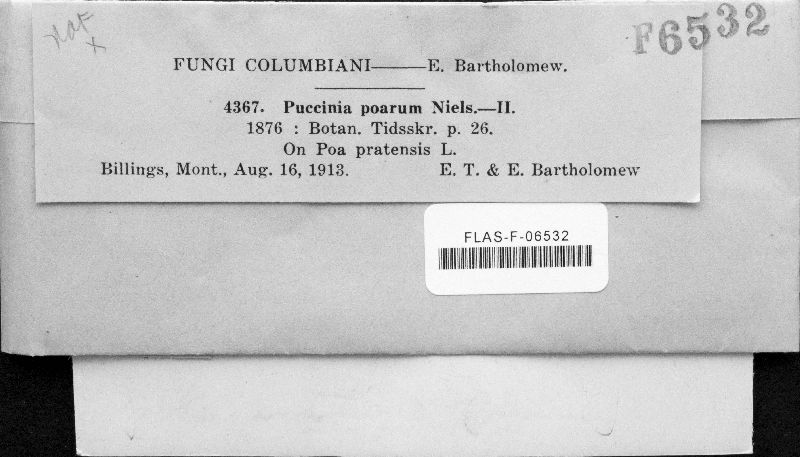 F6532
FUNGI COLUMBIANI——E. Bartholomew.
4367. Puccinia poarum Niels.—II.
1876 : Botan. Tidsskr. p. 26.
On Poa pratensis L.
Billings, Mont., Aug. 16, 1913. E. T. & E. Bartholomew
FLAS-F-06532